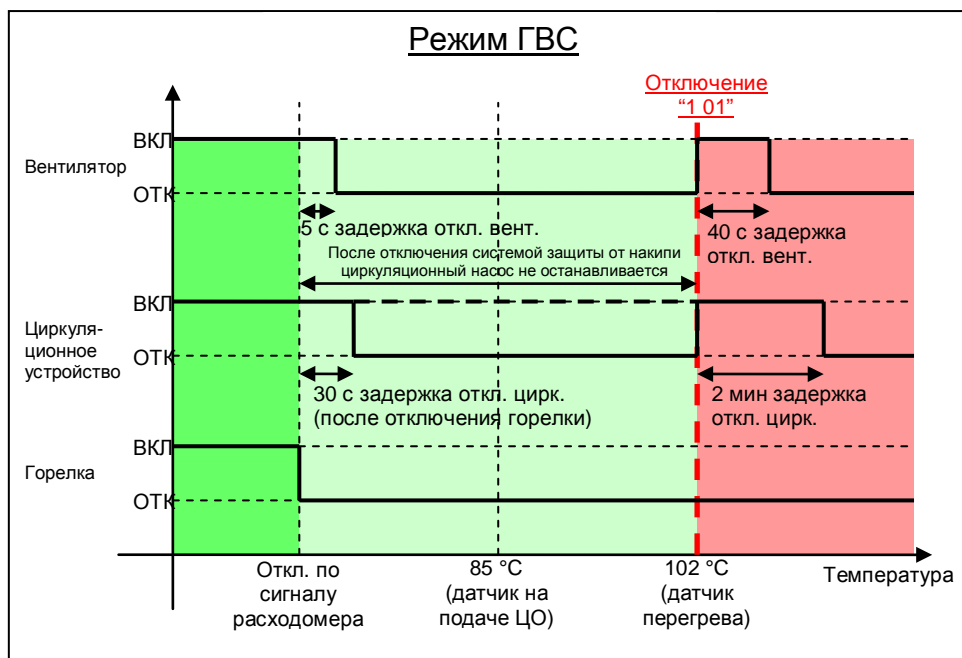 Режим ГВС
Отключение
“1 01”
ВКЛ
Вентилятор
ОТК
5 с задержка откл. вент.
40 с задержка
откл. вент.
После отключения системой защиты от накипи
циркуляционный насос не останавливается
ВКЛ
Циркуля-
ционное
устройство
ОТК
30 с задержка откл. цирк.
(после отключения горелки)
2 мин задержка
откл. цирк.
ВКЛ
Горелка
ОТК
Откл. по
сигналу
расходомера
85 °C
(датчик на
подаче ЦО)
102 °C
(датчик
перегрева)
Температура